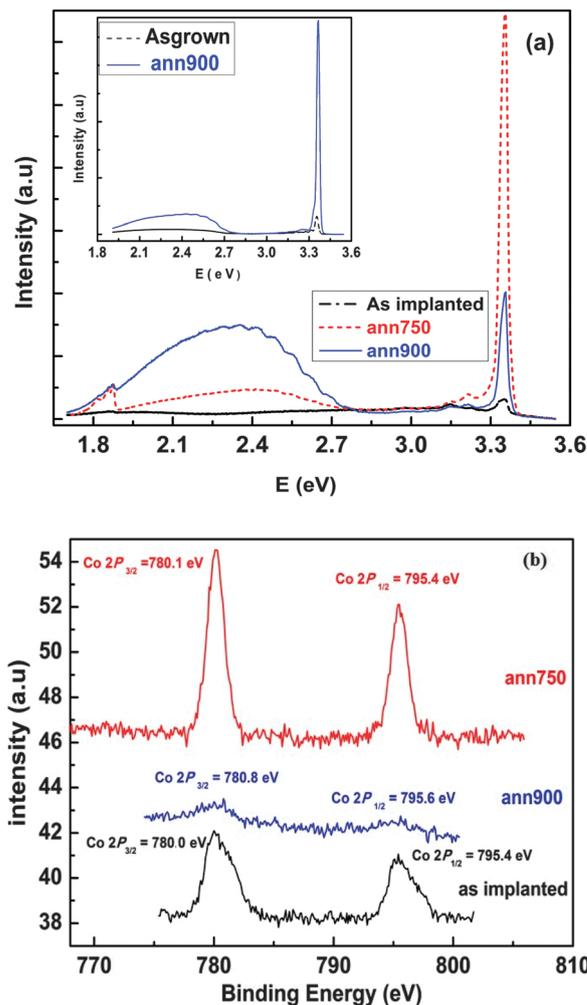 (a)
Asgrown
ann900
Intensity (a.u)
1.8 2.1 2.4 2.7 3.0 3.3 3.6
E ( e V)
Intensity (a.u)
As implanted
ann750
ann900
1.8 2.1 2.4 2.7 3.0 3.3 3.6
E (eV)
(b)
54
52
50
48
46
44
42
40
38
intensity (a.u)
Co 2P3/2 =780.1 eV
Co 2P1/2 =795.4 eV
ann750
Co 2P3/2 = 780.8 eV
Co 2P1/2 = 795.6 eV
ann900
Co 2P3/2 = 780.0 eV
Co 2P1/2 =795.4 eV
as implanted
770 780 790 800 810
Binding Energy (eV)